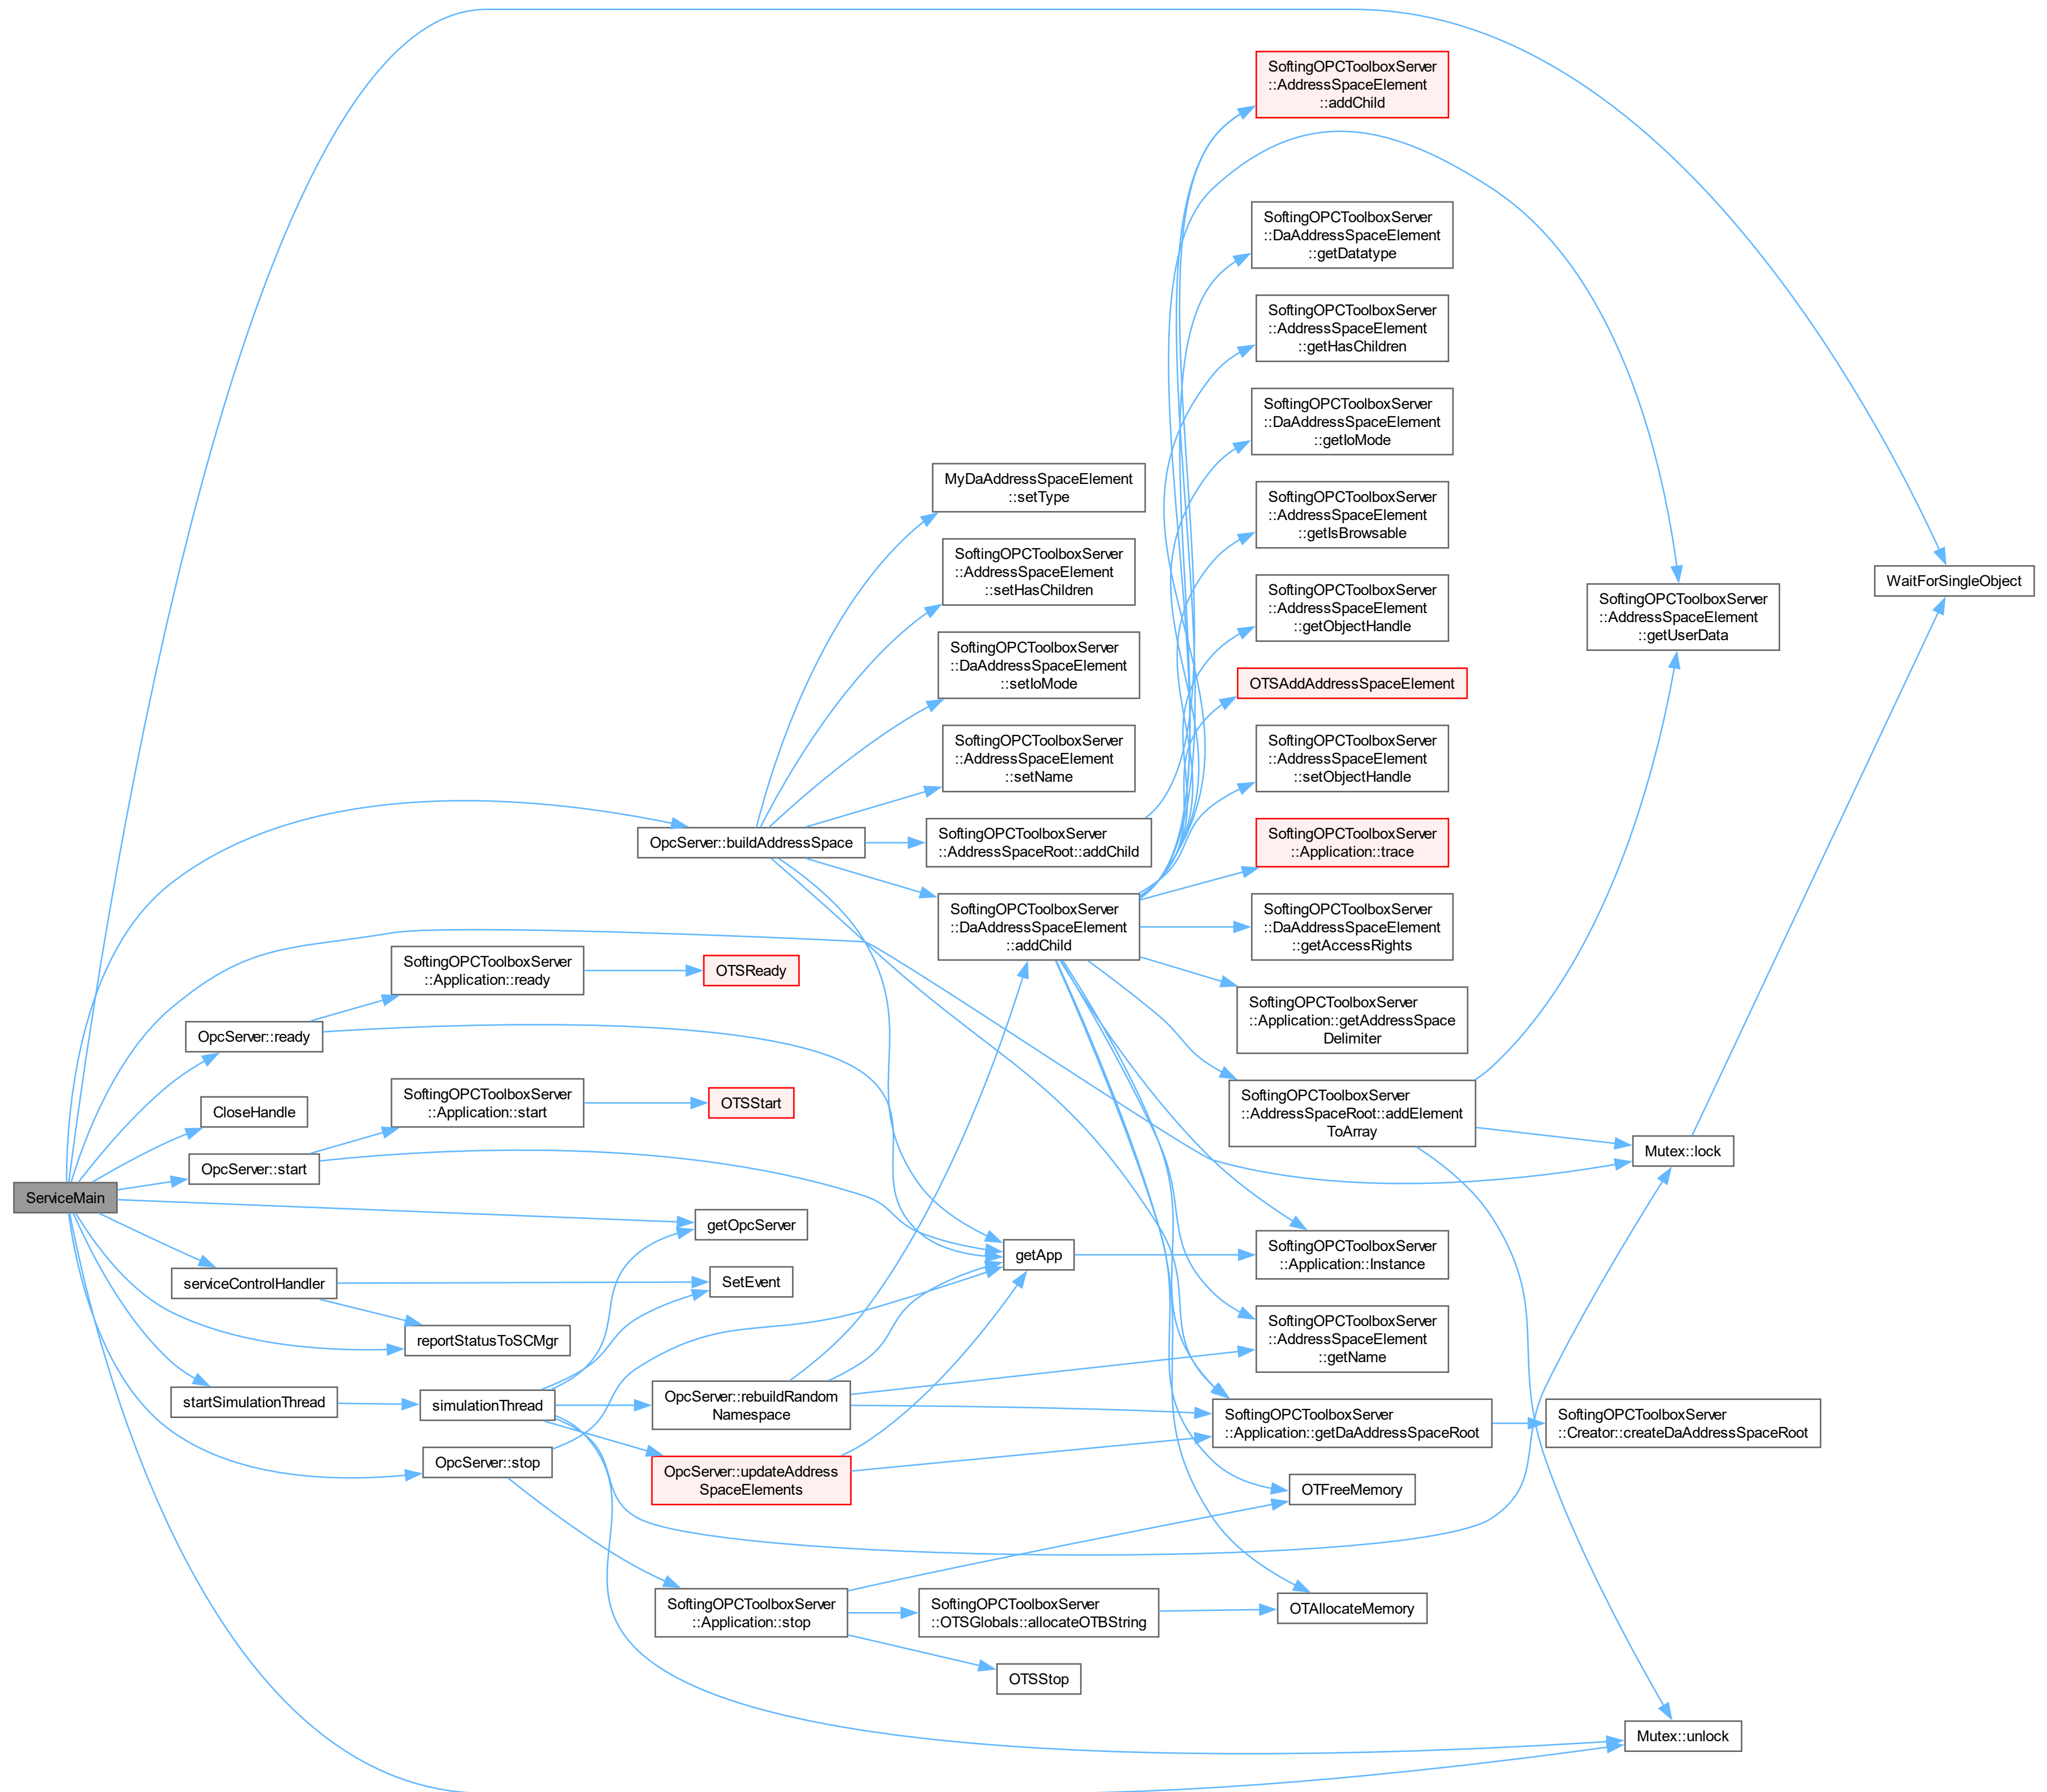 ServiceMain
OpcServer::ready
CloseHandle
OpcServer::start
serviceControlHandler
startSimulationThread
SoftingOPCToolboxServer
::Application::ready
SoftingOPCToolboxServer
::Application::start
reportStatusToSCMgr
simulationThread
OpcServer::stop
OpcServer::buildAddressSpace
OTSReady
OTSStart
getOpcServer
SetEvent
OpcServer::rebuildRandom
Namespace
OpcServer::updateAddress
SpaceElements
SoftingOPCToolboxServer
::Application::stop
MyDaAddressSpaceElement
::setType
SoftingOPCToolboxServer
::AddressSpaceElement
::setHasChildren
SoftingOPCToolboxServer
::DaAddressSpaceElement
::setIoMode
SoftingOPCToolboxServer
::AddressSpaceElement
::setName
SoftingOPCToolboxServer
::AddressSpaceRoot::addChild
SoftingOPCToolboxServer
::DaAddressSpaceElement
::addChild
getApp
SoftingOPCToolboxServer
::OTSGlobals::allocateOTBString
OTSStop
SoftingOPCToolboxServer
::AddressSpaceElement
::addChild
SoftingOPCToolboxServer
::DaAddressSpaceElement
::getDatatype
SoftingOPCToolboxServer
::AddressSpaceElement
::getHasChildren
SoftingOPCToolboxServer
::DaAddressSpaceElement
::getIoMode
SoftingOPCToolboxServer
::AddressSpaceElement
::getIsBrowsable
SoftingOPCToolboxServer
::AddressSpaceElement
::getObjectHandle
OTSAddAddressSpaceElement
SoftingOPCToolboxServer
::AddressSpaceElement
::setObjectHandle
SoftingOPCToolboxServer
::Application::trace
SoftingOPCToolboxServer
::DaAddressSpaceElement
::getAccessRights
SoftingOPCToolboxServer
::Application::getAddressSpace
Delimiter
SoftingOPCToolboxServer
::AddressSpaceRoot::addElement
ToArray
SoftingOPCToolboxServer
::Application::Instance
SoftingOPCToolboxServer
::AddressSpaceElement
::getName
SoftingOPCToolboxServer
::Application::getDaAddressSpaceRoot
OTFreeMemory
OTAllocateMemory
SoftingOPCToolboxServer
::AddressSpaceElement
::getUserData
Mutex::lock
SoftingOPCToolboxServer
::Creator::createDaAddressSpaceRoot
Mutex::unlock
WaitForSingleObject